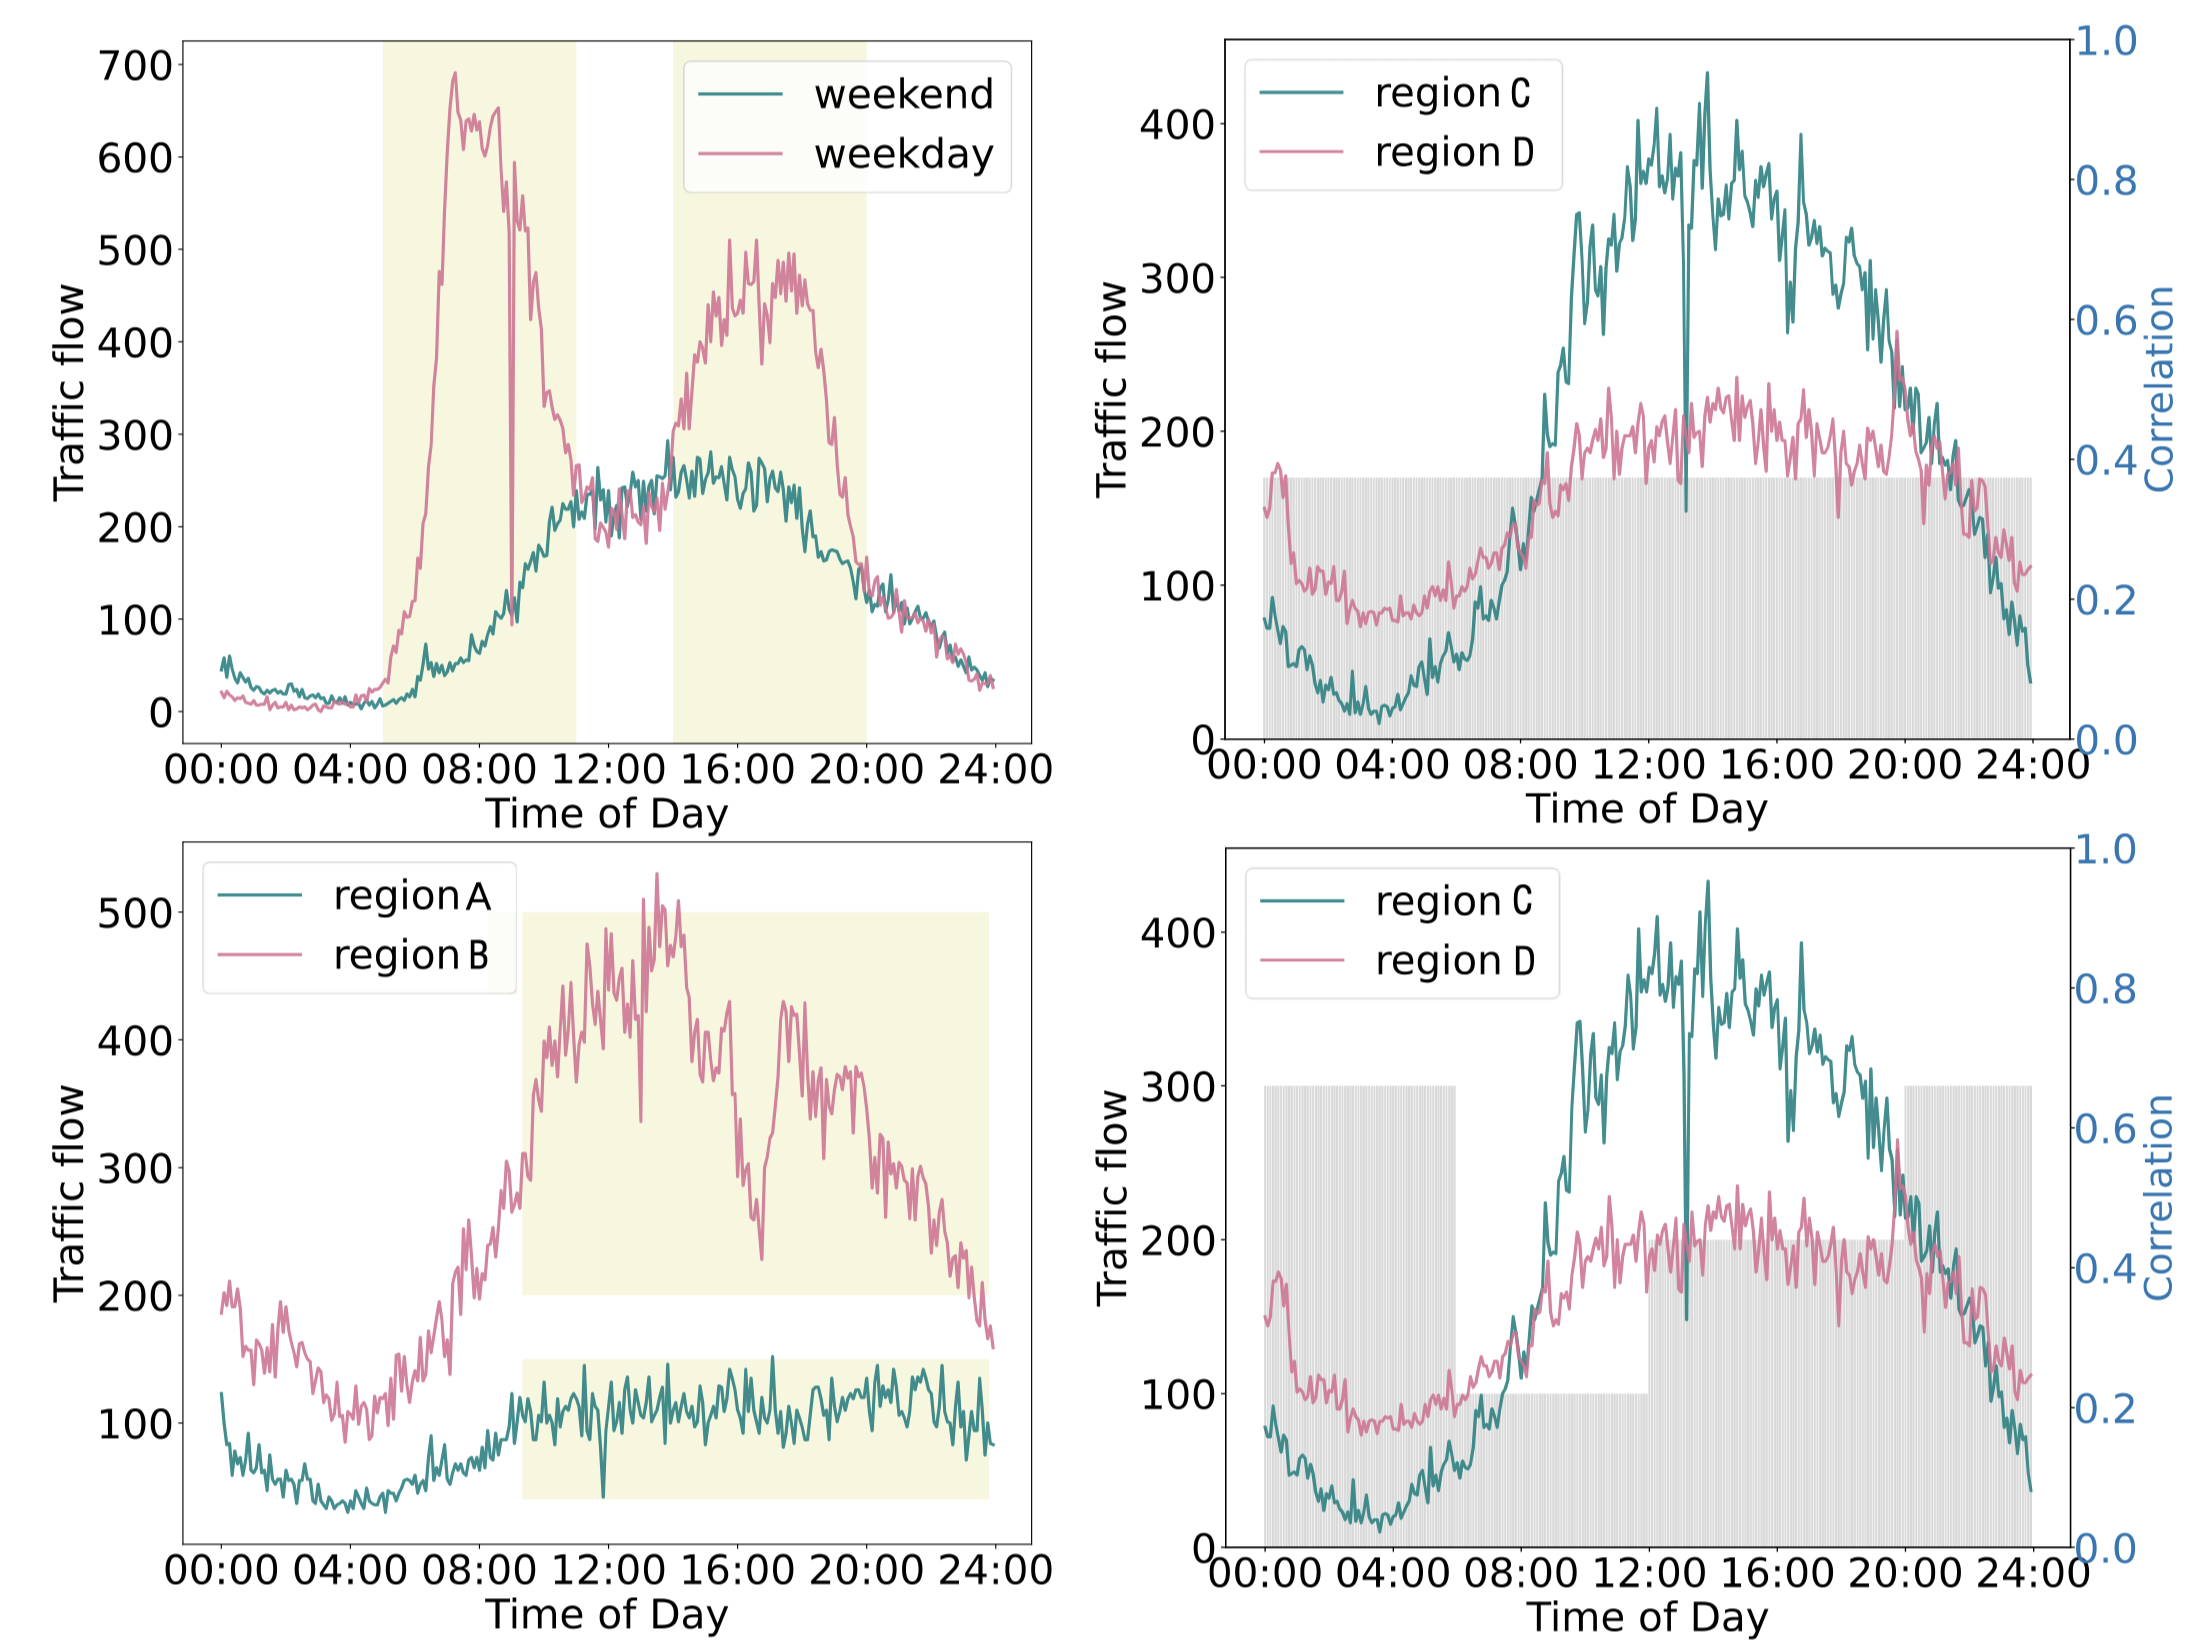 700
600
500
400
300
200
100
0
Traffic flow
weekend
weekday
00:00 04:00 08:00 12:00 16:00 20:00 24:00
Time of Day
400
300
200
100
0
Traffic flow
region C
region D
1.0
0.8
0.6
0.4
0.2
0.0
Correlation
00:00 04:00 08:00 12:00 16:00 20:00 24:00
Time of Day
500
400
300
200
100
Traffic flow
region A
region B
00:00 04:00 08:00 12:00 16:00 20:00 24:00
Time of Day
400
300
200
100
0
Traffic flow
region C
region D
1.0
0.8
0.6
0.4
0.2
0.0
Correlation
00:00 04:00 08:00 12:00 16:00 20:00 24:00
Time of Day